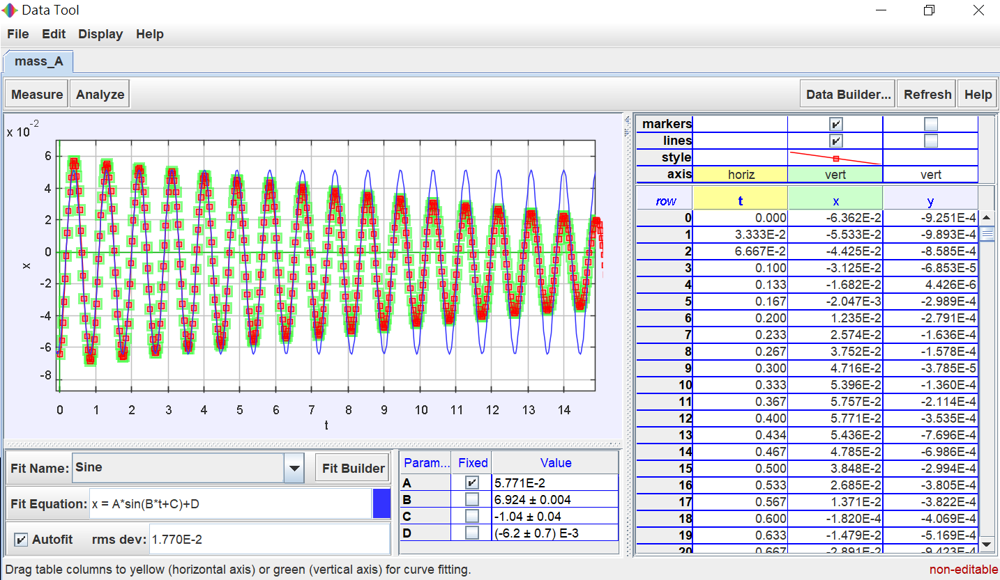 Data Tool
File Edit Display Help
mass_A
Measure Analyze Data Builder... Refresh Help
x 10-2
6
4
2
0
-2
-4
-6
-8
x
0 1 2 3 4 5 6 7 8 9 10 11 12 13 14
t
markers
lines
style
axis horiz vert vert
row t x y
0 0.000 -6.362E-2 -9.251E-4
1 3.333E-2 -5.533E-2 -9.893E-4
2 6.667E-2 -4.425E-2 -8.585E-4
3 0.100 -3.125E-2 -6.853E-5
4 0.133 -1.682E-2 4.426E-6
5 0.167 -2.047E-3 -2.989E-4
6 0.200 1.235E-2 -2.791E-4
7 0.233 2.574E-2 -1.636E-4
8 0.267 3.752E-2 -1.578E-4
9 0.300 4.716E-2 -3.785E-5
10 0.333 5.396E-2 -1.360E-4
11 0.367 5.757E-2 -2.114E-4
12 0.400 5.771E-2 -3.535E-4
13 0.434 5.436E-2 -7.696E-4
14 0.467 4.785E-2 -6.986E-4
15 0.500 3.848E-2 -2.994E-4
16 0.533 2.685E-2 -3.805E-4
17 0.567 1.371E-2 -3.822E-4
18 0.600 -1.820E-4 -4.069E-4
19 0.633 -1.479E-2 -5.169E-4
20 0.667 -2.891E-2 -9.423E-4
Fit Name: Sine Fit Builder
Fit Equation: x = A*sin(B*t+C)+D
Autofit rms dev: 1.770E-2
Param... Fixed Value
A 5.771E-2
B 6.924 ± 0.004
C -1.04 ± 0.04
D (-6.2 ± 0.7) E-3
Drag table columns to yellow (horizontal axis) or green (vertical axis) for curve fitting. non-editable